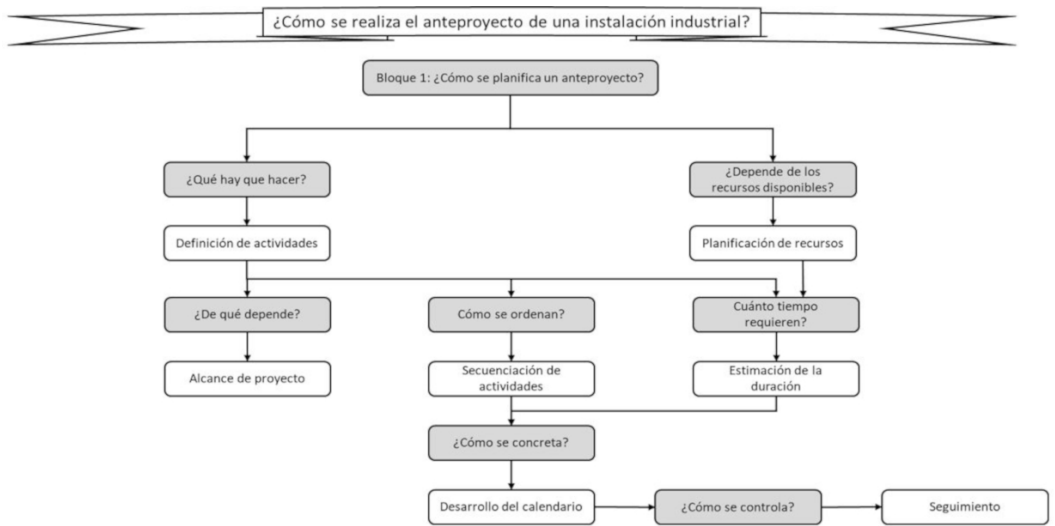 ¿Cómo se realiza el anteproyecto de una instalación industrial?
Bloque 1: ¿Cómo se planifica un anteproyecto?
¿Qué hay que hacer?
¿Depende de los
recursos disponibles?
Definición de actividades
Planificación de recursos
¿De qué depende?
Cómo se ordenan?
Cuánto tiempo
requieren?
Alcance de proyecto
Secuenciación de
actividades
Estimación de la
duración
¿Cómo se concreta?
Desarrollo del calendario
¿Cómo se controla?
Seguimiento